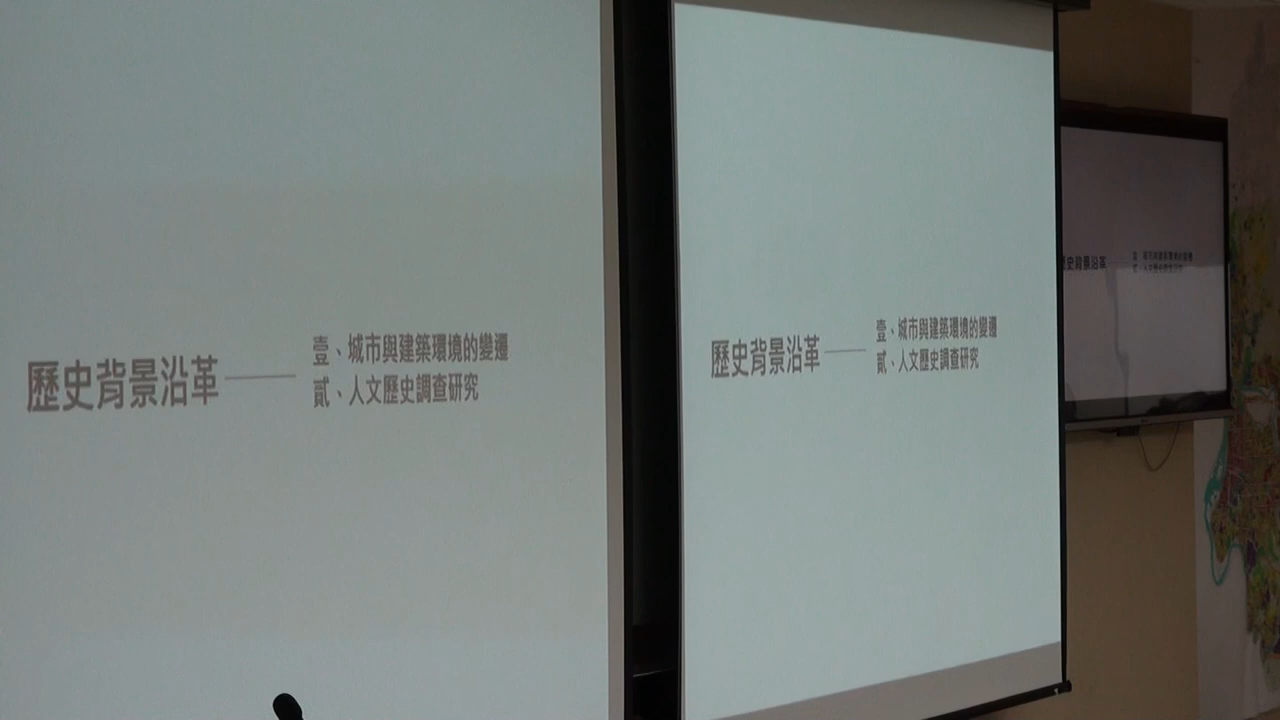 歷史背景沿革
壹、城市與建築環境的變遷
貳、人文歷史調查研究
歷史背景沿革
壹、城市與建築環境的變遷
貳、人文歷史調查研究
史背景沿革